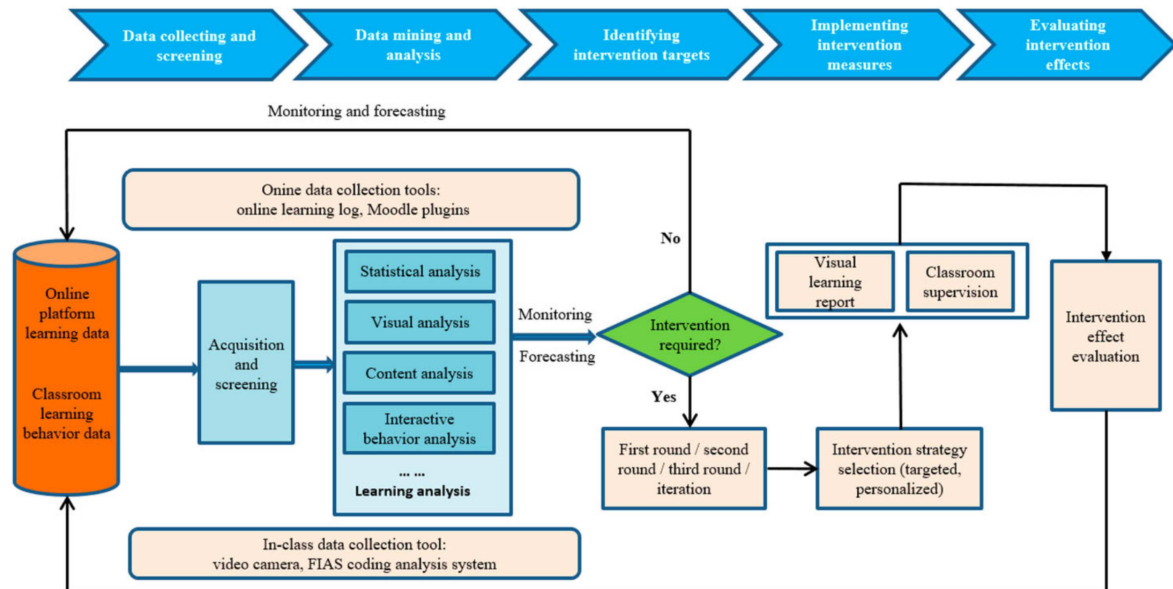 Data collecting and
screening
Data mining and
analysis
Identifying
intervention targets
Implementing
intervention
measures
Evaluating
intervention
effects
Monitoring and forecasting
Onine data collection tools:
online learning log, Moodle plugins
Online
platform
learning data
Classroom
learning
behavior data
Acquisition
and
screening
Statistical analysis
Visual analysis
Content analysis
Interactive
behavior analysis
... ...
Learning analysis
Monitoring
Forecasting
No
Intervention
required?
Yes
First round / second
round / third round /
iteration
Intervention strategy
selection (targeted,
personalized)
Visual
learning
report
Classroom
supervision
Intervention
effect
evaluation
In-class data collection tool:
video camera, FIAS coding analysis system